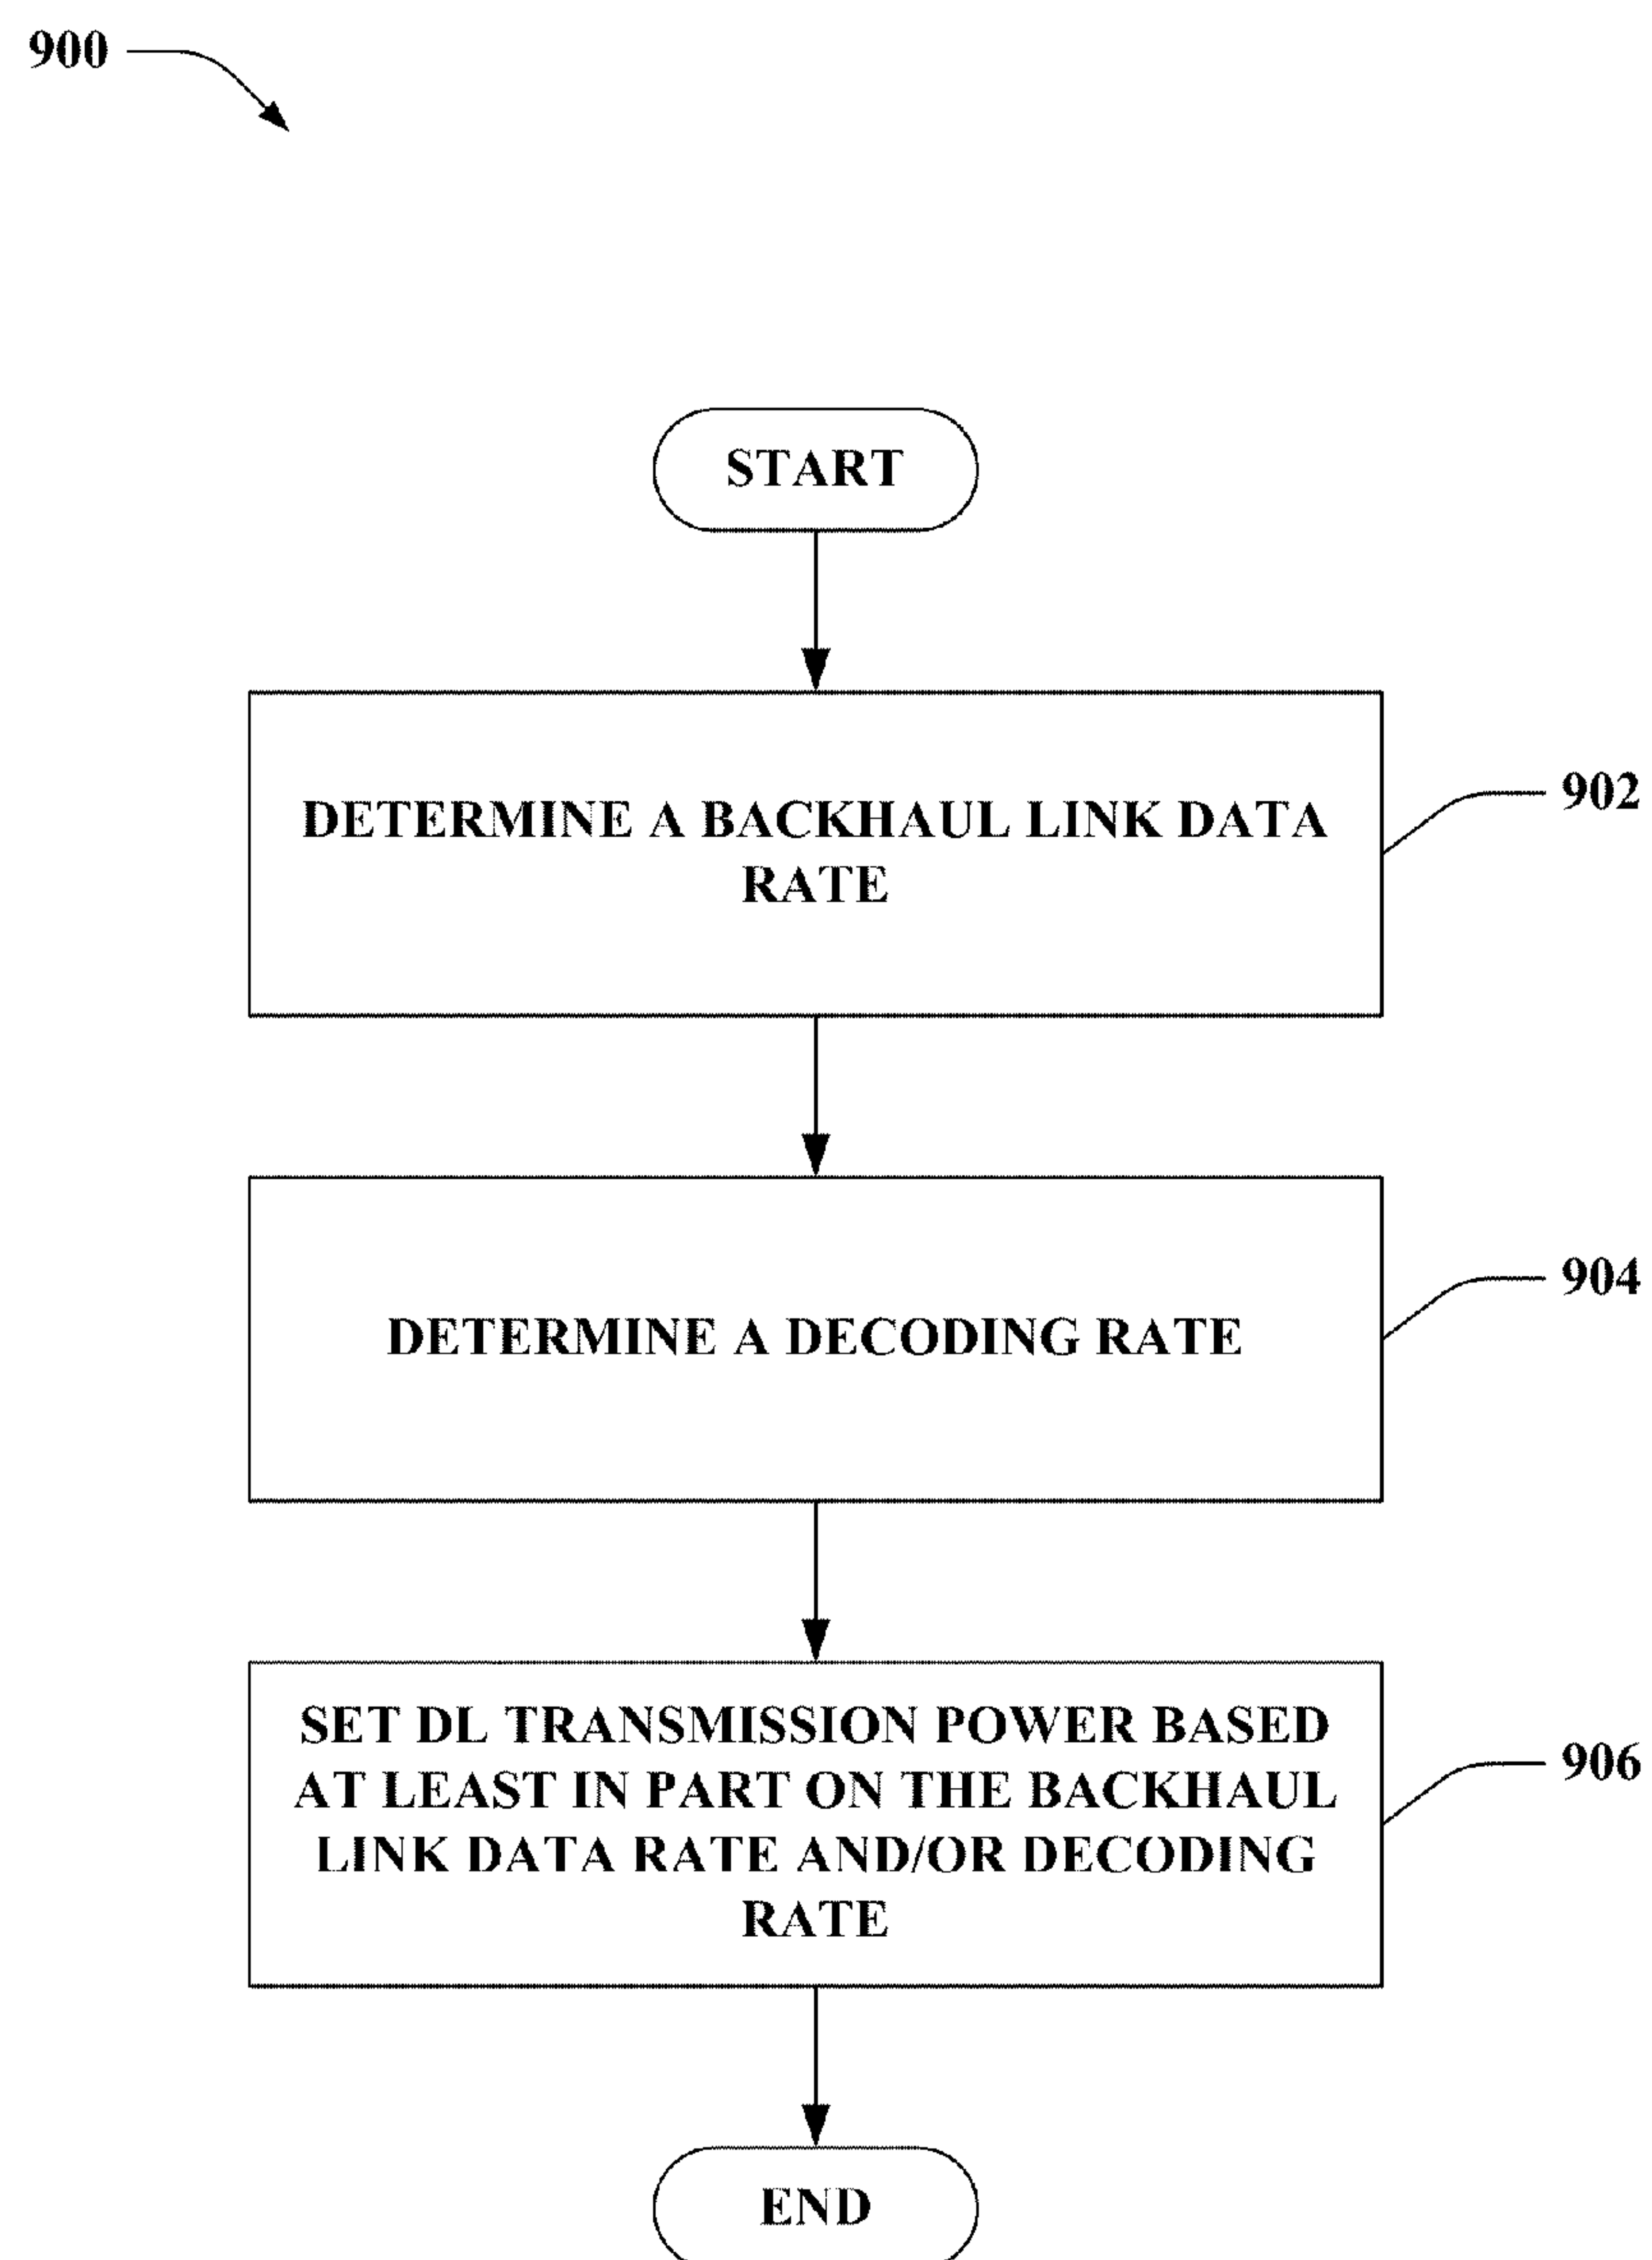 900
START
DETERMINE A BACKHAUL LINK DATA
RATE
902
DETERMINE A DECODING RATE
904
SET DL TRANSMISSION POWER BASED
AT LEAST IN PART ON THE BACKHAUL
LINK DATA RATE AND/OR DECODING
RATE
906
END